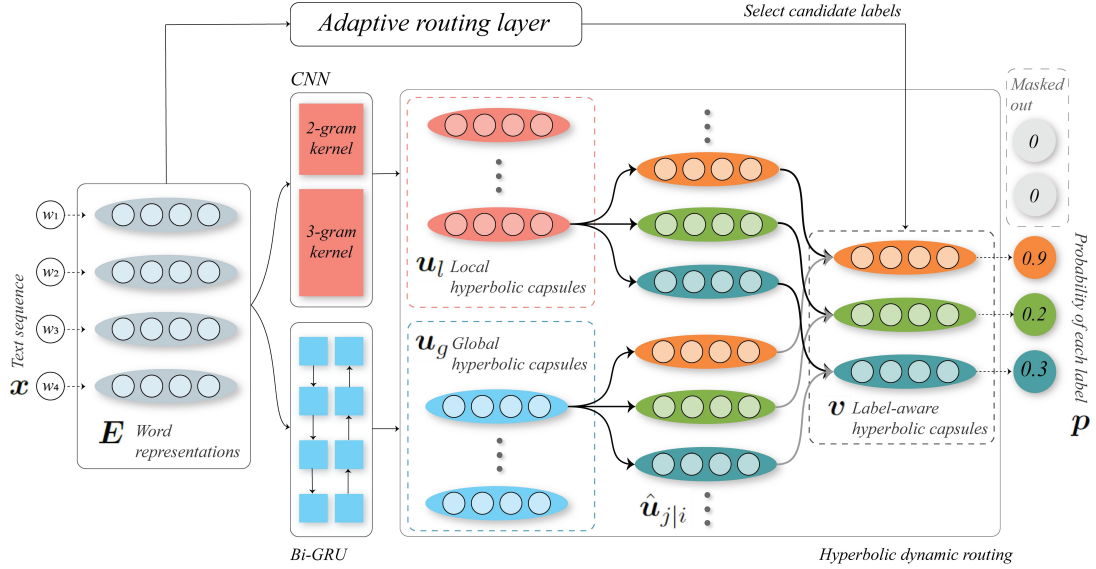 Adaptive routing layer
Select candidate labels
CNN
2-gram
kernel
3-gram
kernel
Masked
out
0
0
w1
w2
w3
w4
x Text sequence
E Word
representations
u_l Local
hyperbolic capsules
u_g Global
hyperbolic capsules
û_{j|i}
v Label-aware
hyperbolic capsules
0.9
0.2
0.3
Probability of each label
p
Bi-GRU
Hyperbolic dynamic routing